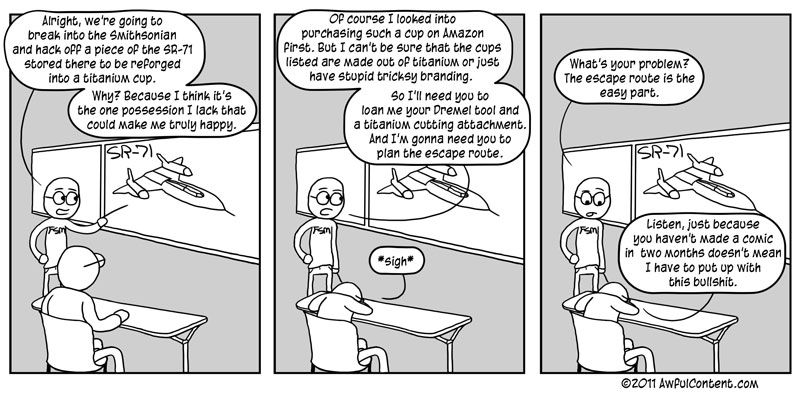 Alright, we're going to
break into the Smithsonian
and hack off a piece of the SR-71
stored there to be reforged
into a titanium cup.
Why? Because I think it's
the one possession I lack that
could make me truly happy.
SR-71
FSM
Of course I looked into
purchasing such a cup on Amazon
first. But I can't be sure that the cups
listed are made out of titanium or just
have stupid tricksy branding.
So I'll need you to
loan me your Dremel tool and
a titanium cutting attachment.
And I'm gonna need you to
plan the escape route.
FSM
*sigh*
What's your problem?
The escape route is the
easy part.
SR-71
FSM
Listen, just because
you haven't made a comic
in two months doesn't mean
I have to put up with
this bullshit.
©2011 AwfulContent.com